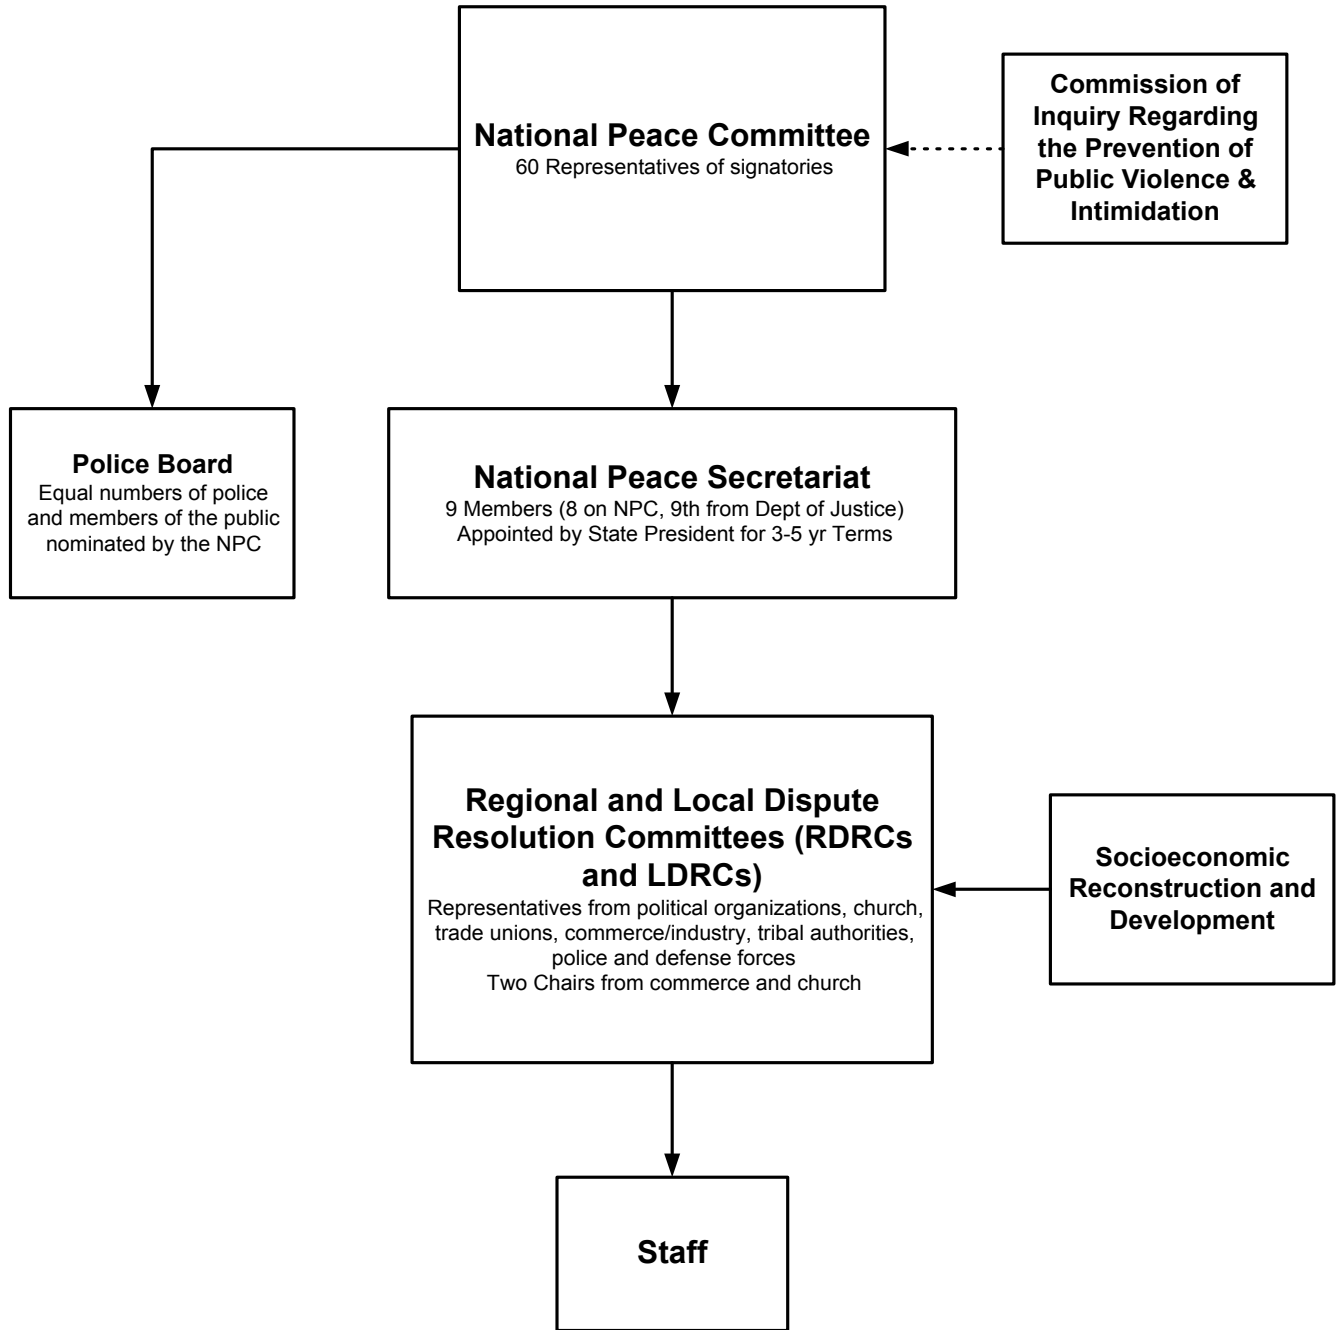 National Peace Committee
60 Representatives of signatories
Commission of
Inquiry Regarding
the Prevention of
Public Violence &
Intimidation
Police Board
Equal numbers of police
and members of the public
nominated by the NPC
National Peace Secretariat
9 Members (8 on NPC, 9th from Dept of Justice)
Appointed by State President for 3-5 yr Terms
Regional and Local Dispute
Resolution Committees (RDRCs
and LDRCs)
Representatives from political organizations, church,
trade unions, commerce/industry, tribal authorities,
police and defense forces
Two Chairs from commerce and church
Socioeconomic
Reconstruction and
Development
Staff